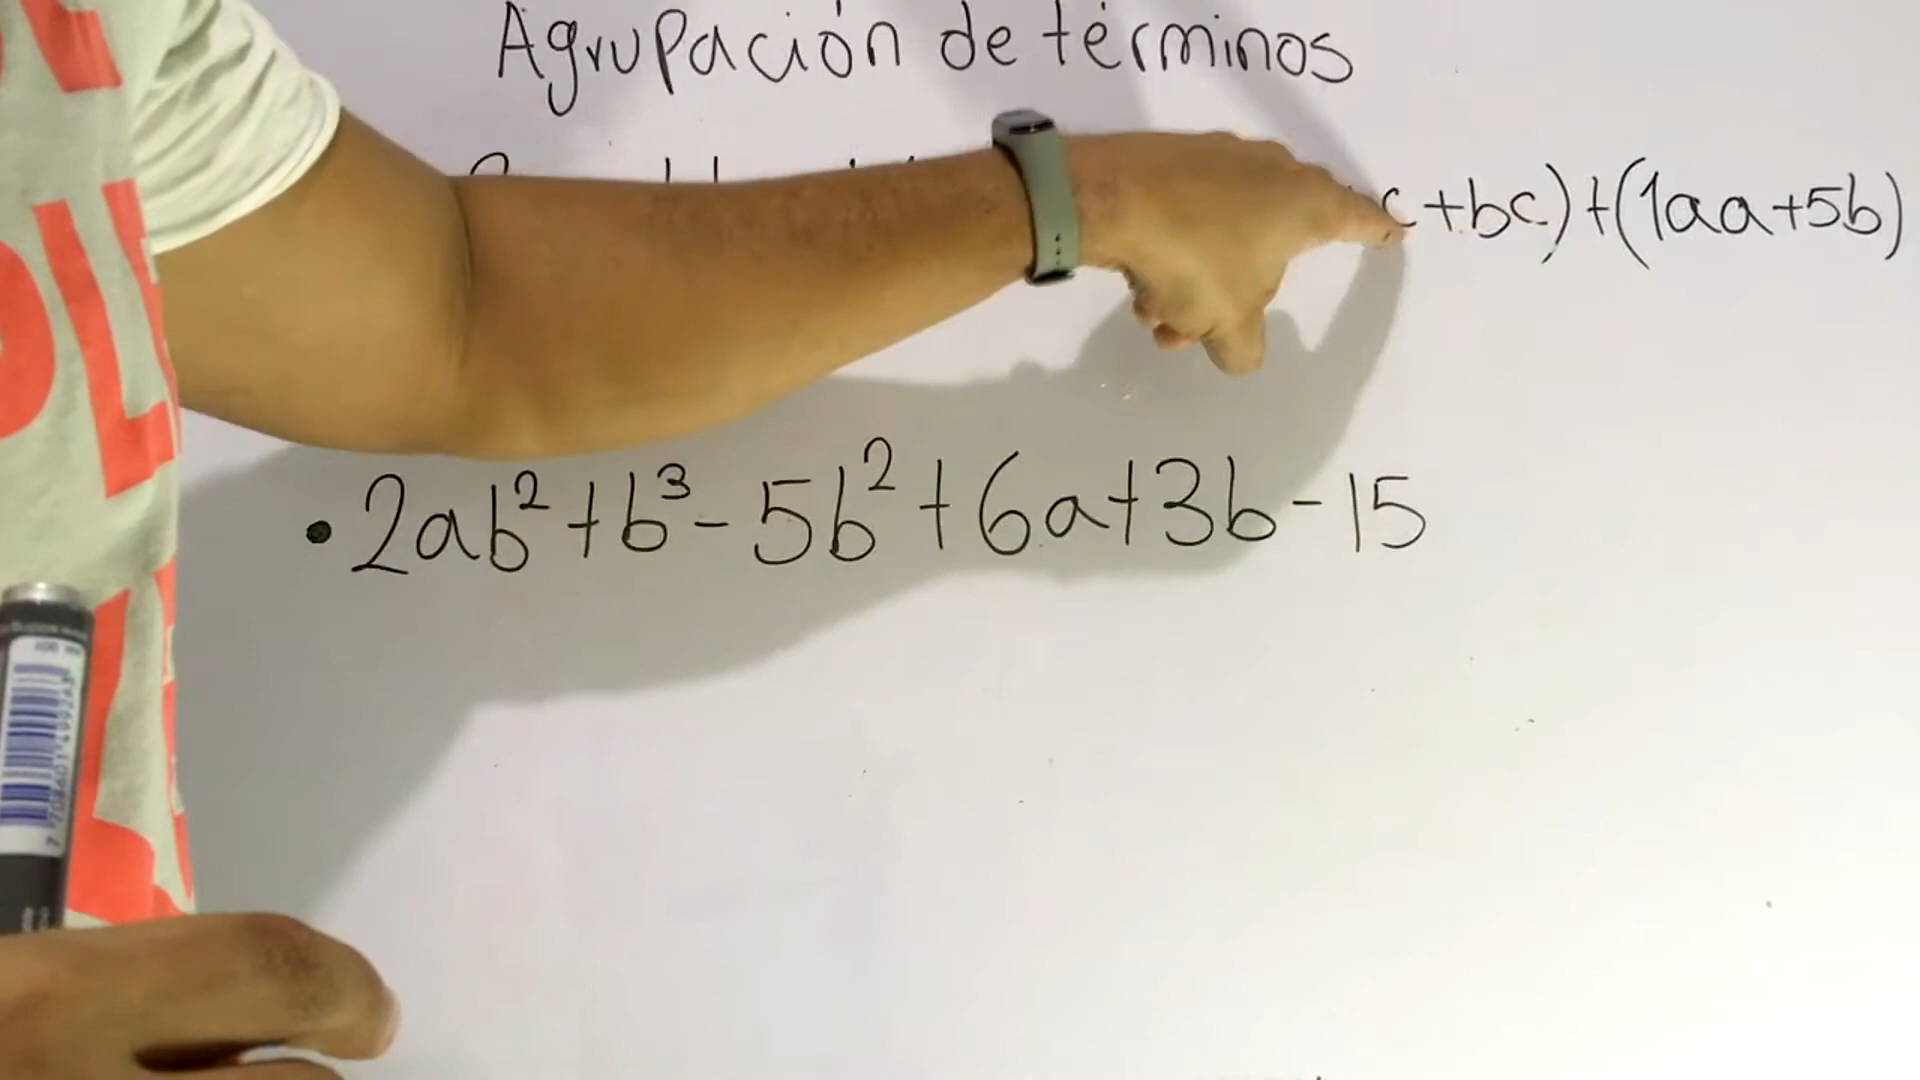 Agrupación de términos
c+bc)+(1aa+5b)
• 2ab²+b³-5b²+6a+3b-15